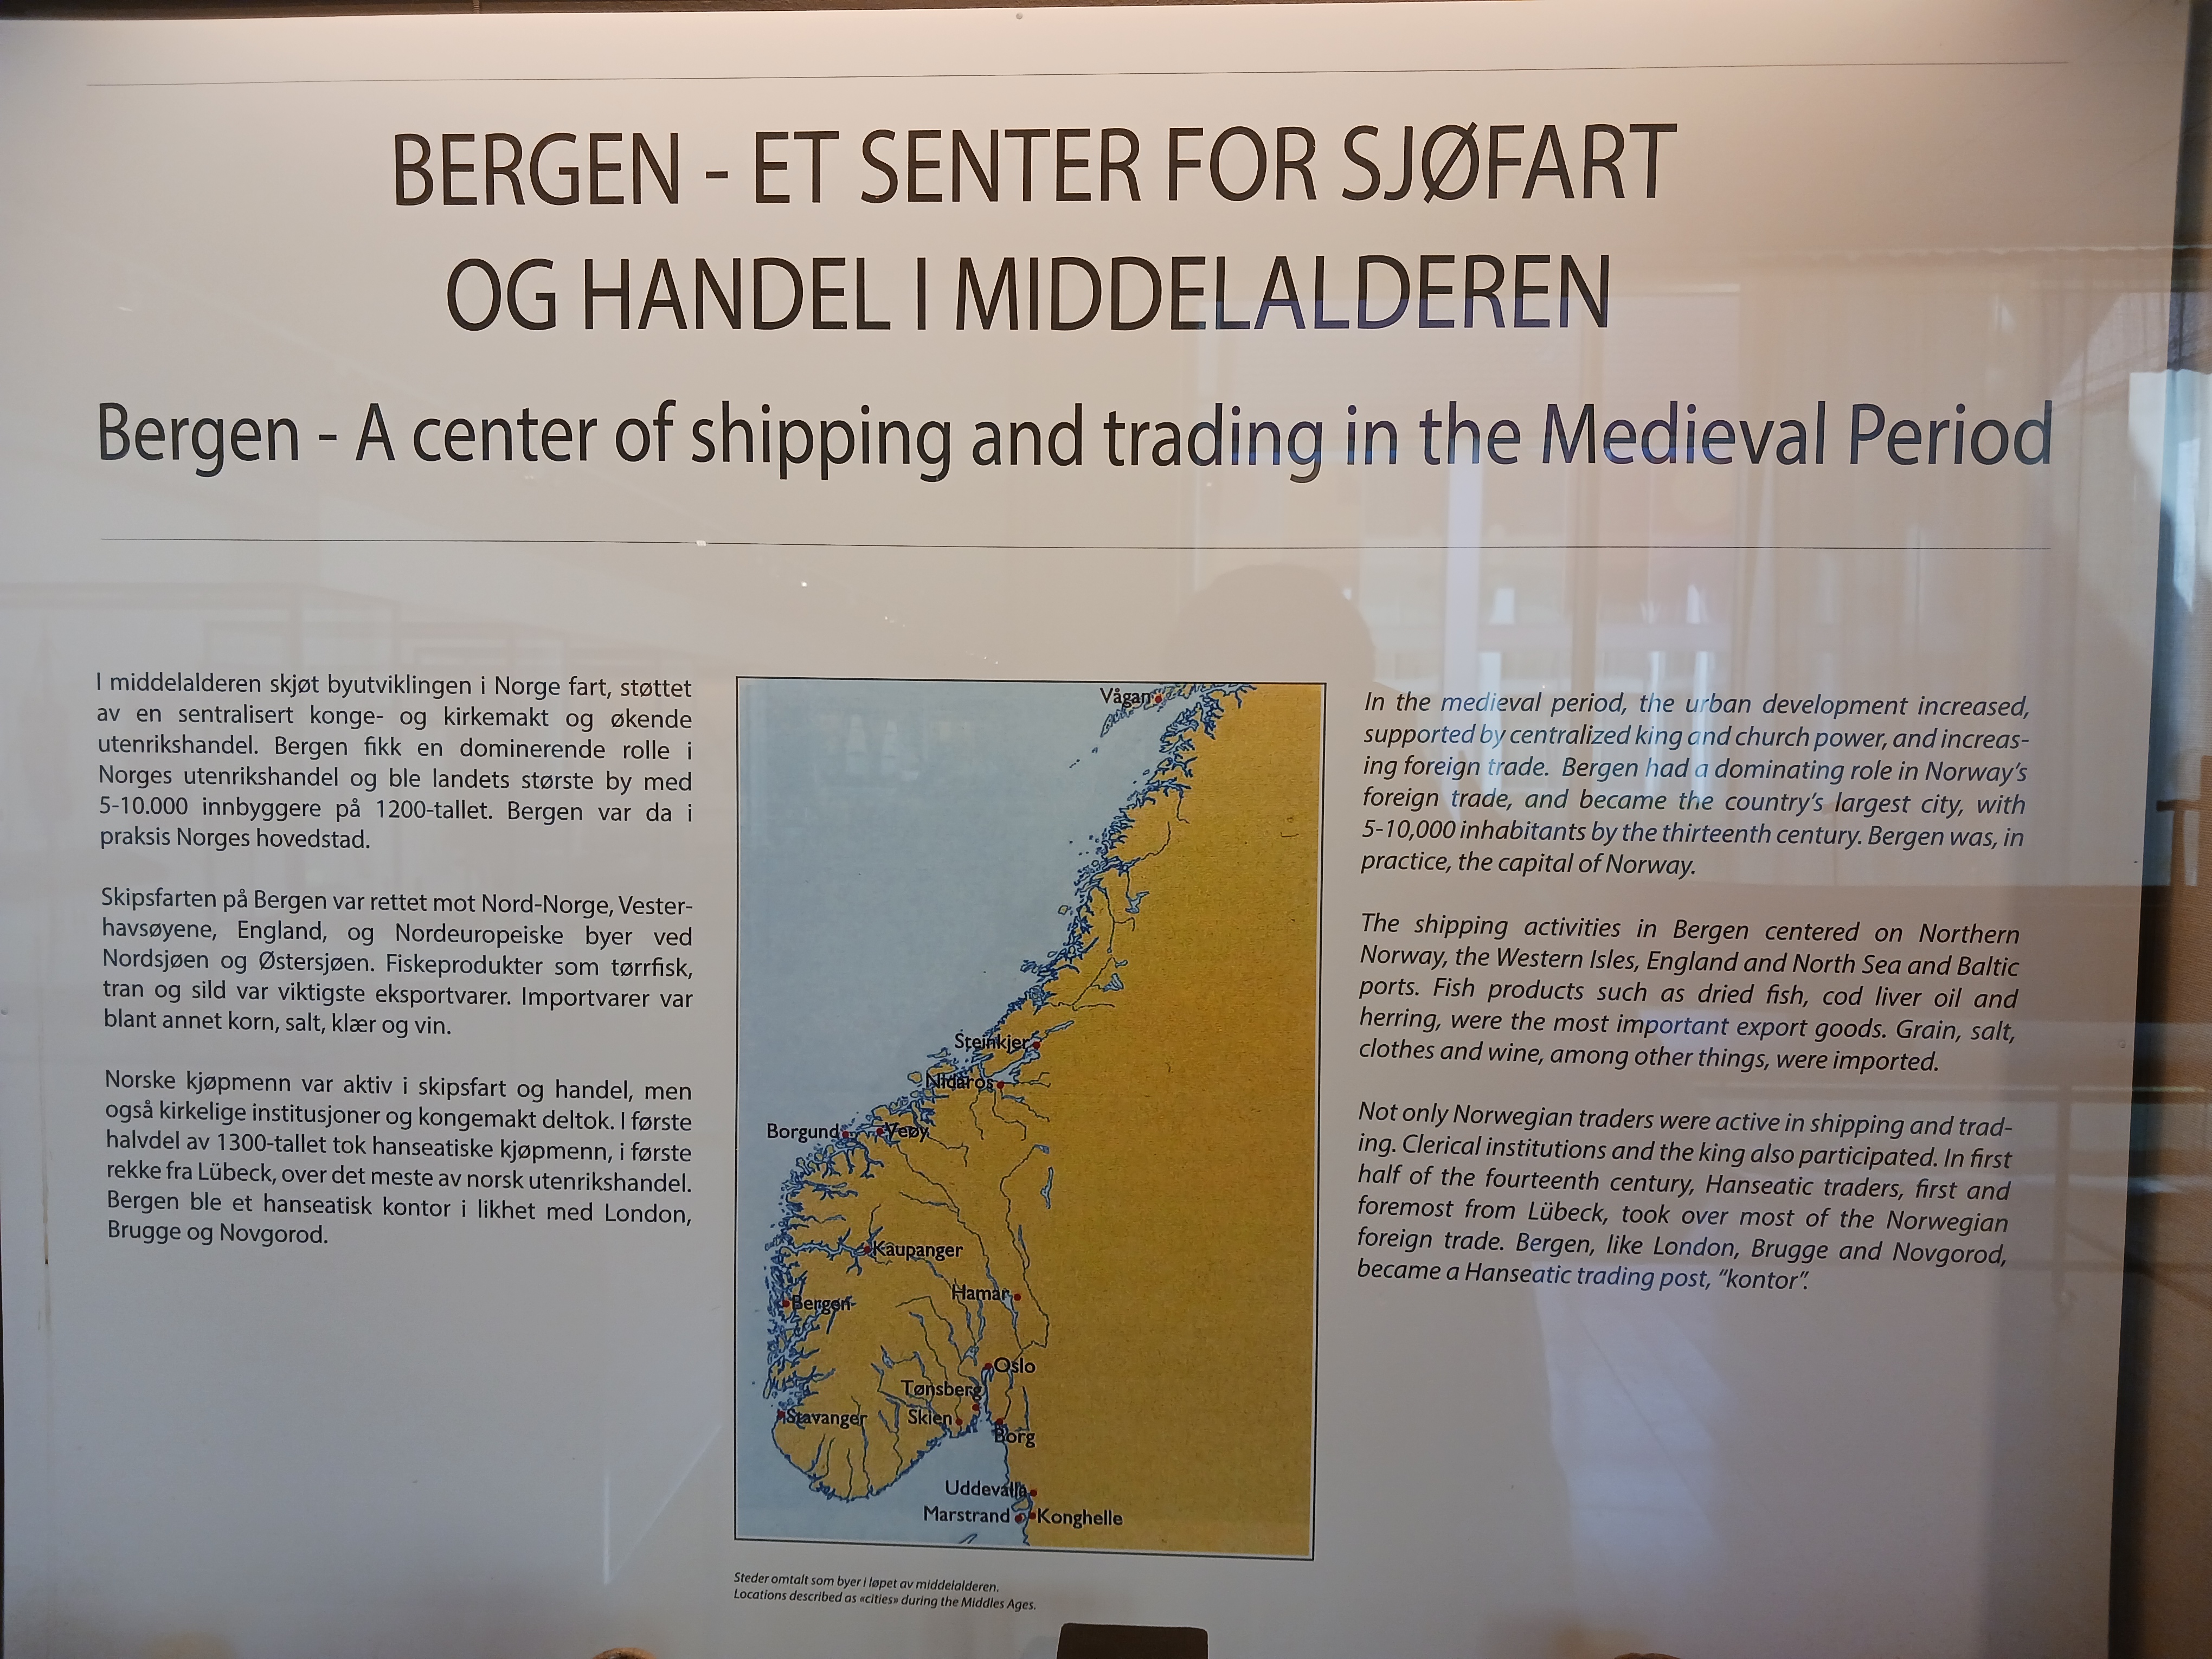 BERGEN - ET SENTER FOR SJØFART
OG HANDEL I MIDDELALDEREN
Bergen - A center of shipping and trading in the Medieval Period
I middelalderen skjøt byutviklingen i Norge fart, støttet
av en sentralisert konge- og kirkemakt og økende
utenrikshandel. Bergen fikk en dominerende rolle i
Norges utenrikshandel og ble landets største by med
5-10.000 innbyggere på 1200-tallet. Bergen var da i
praksis Norges hovedstad.
Skipsfarten på Bergen var rettet mot Nord-Norge, Vester-
havsøyene, England, og Nordeuropeiske byer ved
Nordsjøen og Østersjøen. Fiskeprodukter som tørrfisk,
tran og sild var viktigste eksportvarer. Importvarer var
blant annet korn, salt, klær og vin.
Norske kjøpmenn var aktiv i skipsfart og handel, men
også kirkelige institusjoner og kongemakt deltok. I første
halvdel av 1300-tallet tok hanseatiske kjøpmenn, i første
rekke fra Lübeck, over det meste av norsk utenrikshandel.
Bergen ble et hanseatisk kontor i likhet med London,
Brugge og Novgorod.
Vågan
Steinkjer
Nidaros
Borgund
Veøy
Kaupanger
Hamar
Bergen
Oslo
Tønsberg
Stavanger
Skien
Borg
Uddevalla
Marstrand
Konghelle
Steder omtalt som byer i løpet av middelalderen.
Locations described as «cities» during the Middles Ages.
In the medieval period, the urban development increased,
supported by centralized king and church power, and increas-
ing foreign trade. Bergen had a dominating role in Norway's
foreign trade, and became the country's largest city, with
5-10,000 inhabitants by the thirteenth century. Bergen was, in
practice, the capital of Norway.
The shipping activities in Bergen centered on Northern
Norway, the Western Isles, England and North Sea and Baltic
ports. Fish products such as dried fish, cod liver oil and
herring, were the most important export goods. Grain, salt,
clothes and wine, among other things, were imported.
Not only Norwegian traders were active in shipping and trad-
ing. Clerical institutions and the king also participated. In first
half of the fourteenth century, Hanseatic traders, first and
foremost from Lübeck, took over most of the Norwegian
foreign trade. Bergen, like London, Brugge and Novgorod,
became a Hanseatic trading post, "kontor".